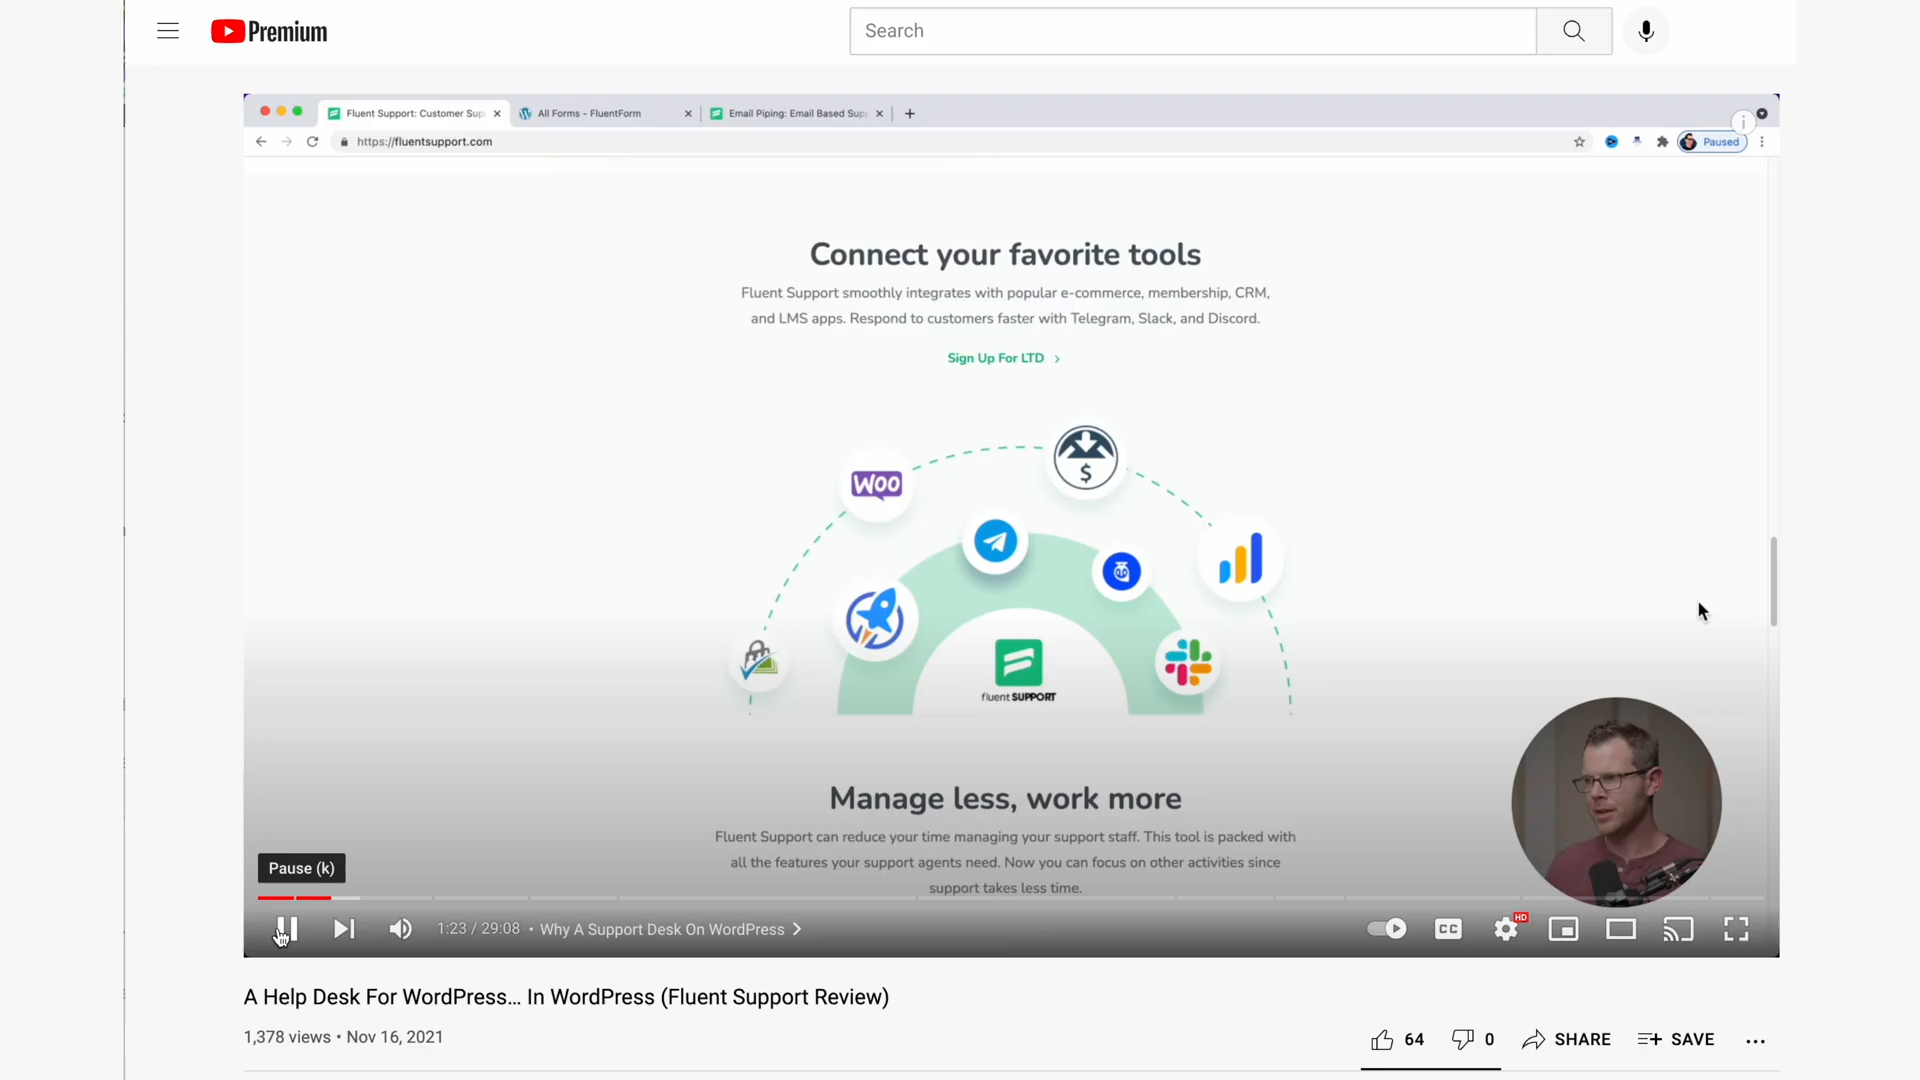 Premium
Search
Fluent Support: Customer Sup
All Forms - FluentForm
Email Piping: Email Based Sup
https://fluentsupport.com
Paused
Connect your favorite tools
Fluent Support smoothly integrates with popular e-commerce, membership, CRM,
and LMS apps. Respond to customers faster with Telegram, Slack, and Discord.
Sign Up For LTD
WOO
$
fluent SUPPORT
Manage less, work more
Fluent Support can reduce your time managing your support staff. This tool is packed with
all the features your support agents need. Now you can focus on other activities since
support takes less time.
Pause (k)
1:23 / 29:08 • Why A Support Desk On WordPress
CC
HD
A Help Desk For WordPress... In WordPress (Fluent Support Review)
1,378 views • Nov 16, 2021
64
0
SHARE
SAVE